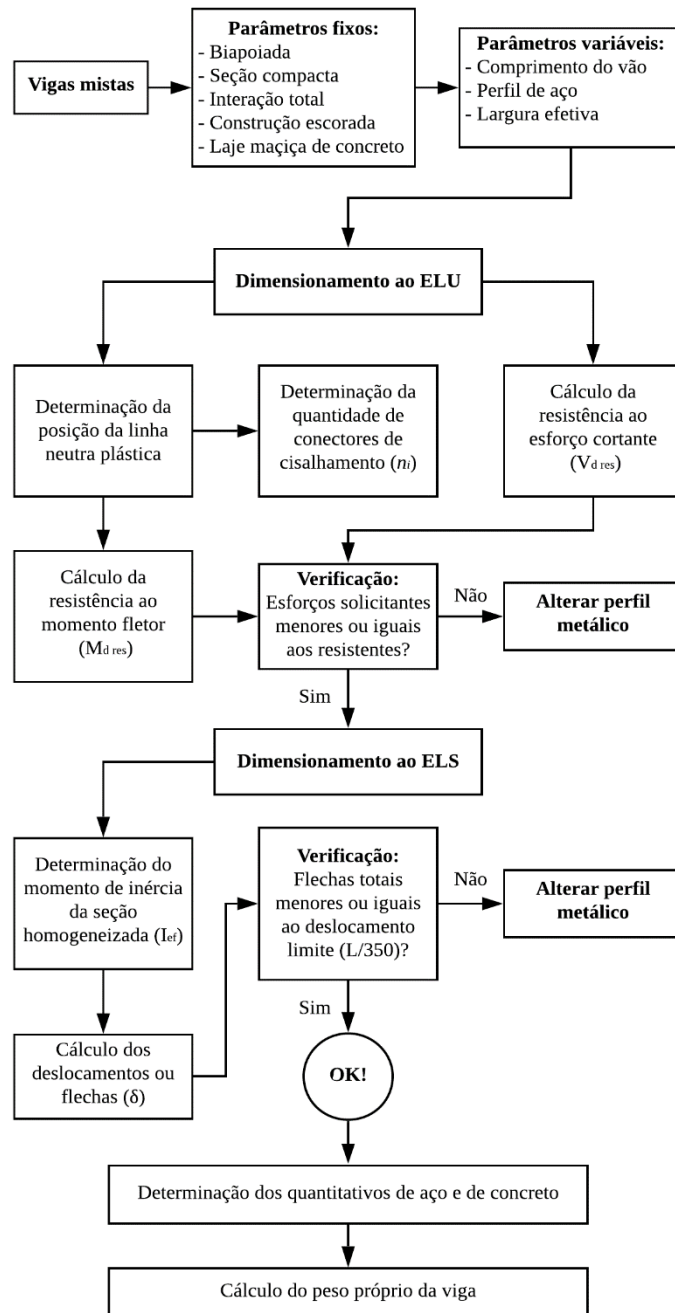 Vigas mistas
Parâmetros fixos:
- Biapoiada
- Seção compacta
- Interação total
- Construção escorada
- Laje maçiça de concreto
Parâmetros variáveis:
- Comprimento do vão
- Perfil de aço
- Largura efetiva
Dimensionamento ao ELU
Determinação da
posição da linha
neutra plástica
Determinação da
quantidade de
conectores de
cisalhamento (ni)
Cálculo da
resistência ao
esforço cortante
(Vd res)
Cálculo da
resistência ao
momento fletor
(Md res)
Verificação:
Esforços solicitantes
menores ou iguais
aos resistentes?
Não
Alterar perfil
metálico
Sim
Dimensionamento ao ELS
Determinação do
momento de inércia
da seção
homogeneizada (Ief)
Verificação:
Flechas totais
menores ou iguais
ao deslocamento
limite (L/350)?
Não
Alterar perfil
metálico
Sim
Cálculo dos
deslocamentos ou
flechas (δ)
OK!
Determinação dos quantitativos de aço e de concreto
Cálculo do peso próprio da viga